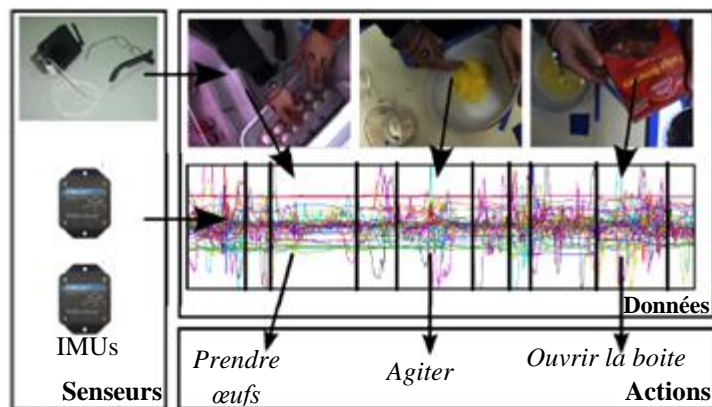 Données
IMUs
Senseurs
Prendre
œufs
Agiter
Ouvrir la boite
Actions